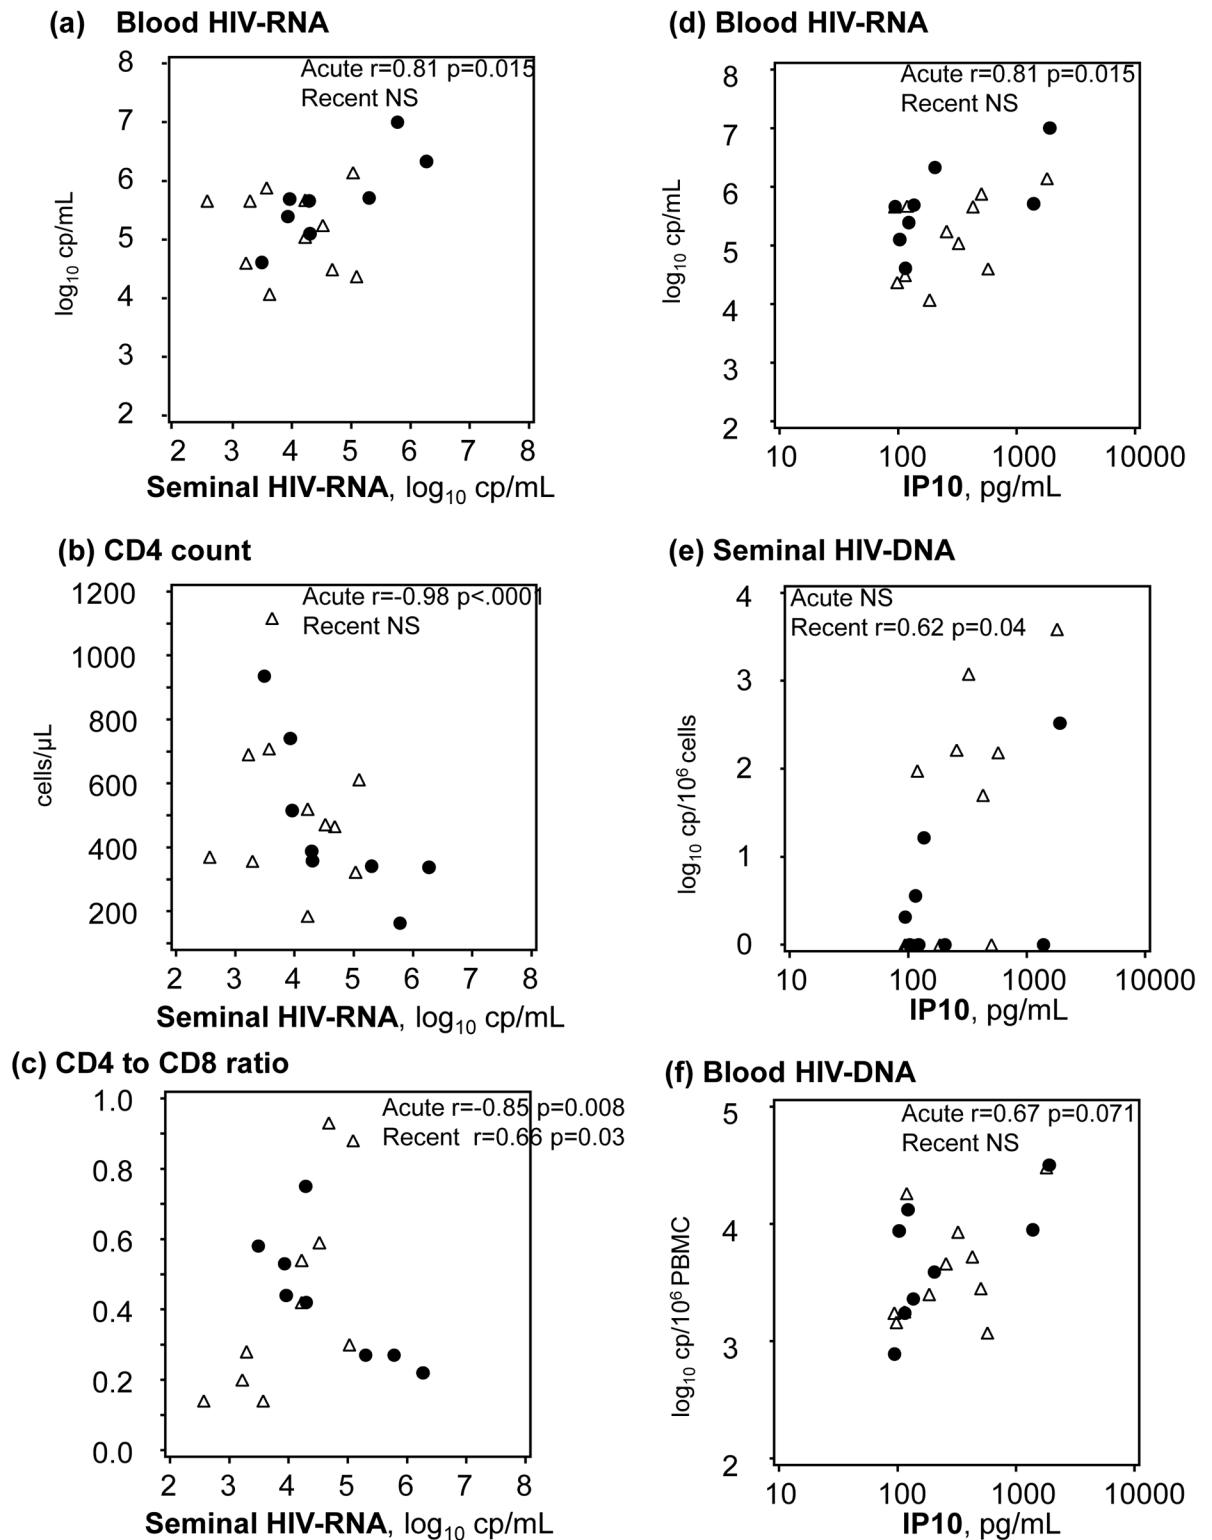 (a) Blood HIV-RNA
Acute r=0.81 p=0.015
Recent NS
log10 cp/mL
8
7
6
5
4
3
2
2 3 4 5 6 7 8
Seminal HIV-RNA, log10 cp/mL
(d) Blood HIV-RNA
Acute r=0.81 p=0.015
Recent NS
log10 cp/mL
8
7
6
5
4
3
2
10 100 1000 10000
IP10, pg/mL
(b) CD4 count
Acute r=-0.98 p<.0001
Recent NS
cells/µL
1200
1000
800
600
400
200
2 3 4 5 6 7 8
Seminal HIV-RNA, log10 cp/mL
(e) Seminal HIV-DNA
Acute NS
Recent r=0.62 p=0.04
log10 cp/10⁶ cells
4
3
2
1
0
10 100 1000 10000
IP10, pg/mL
(c) CD4 to CD8 ratio
Acute r=-0.85 p=0.008
Recent r=0.66 p=0.03
1.0
0.8
0.6
0.4
0.2
0.0
2 3 4 5 6 7 8
Seminal HIV-RNA, log10 cp/mL
(f) Blood HIV-DNA
Acute r=0.67 p=0.071
Recent NS
log10 cp/10⁶ PBMC
5
4
3
2
10 100 1000 10000
IP10, pg/mL